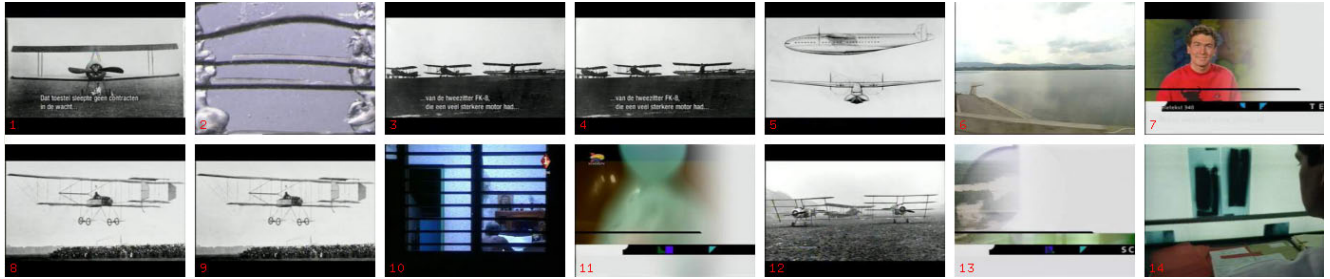 Dat toestel sleepte geen contracten
in de wacht...
1
2
...van de tweezitter FK-8,
die een veel sterkere motor had...
3
...van de tweezitter FK-8,
die een veel sterkere motor had...
4
5
6
teletekst 340
T E
7
8
9
10
11
12
S C
13
14